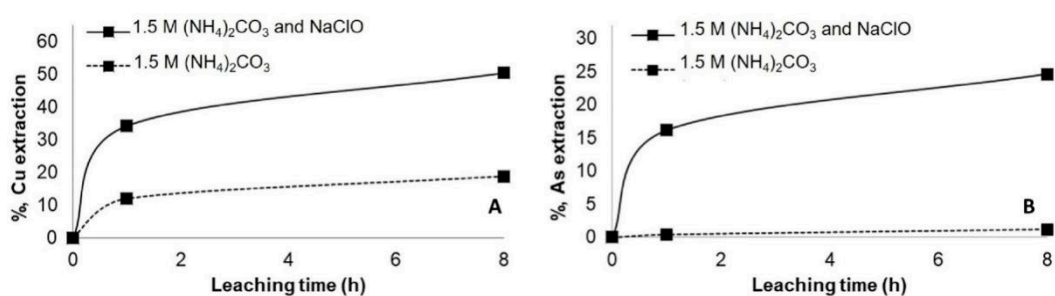 1.5 M (NH₄)₂CO₃ and NaClO
1.5 M (NH₄)₂CO₃
60
50
40
30
20
10
0
%, Cu extraction
0 2 4 6 8
Leaching time (h)
A
1.5 M (NH₄)₂CO₃ and NaClO
1.5 M (NH₄)₂CO₃
30
25
20
15
10
5
0
%, As extraction
0 2 4 6 8
Leaching time (h)
B